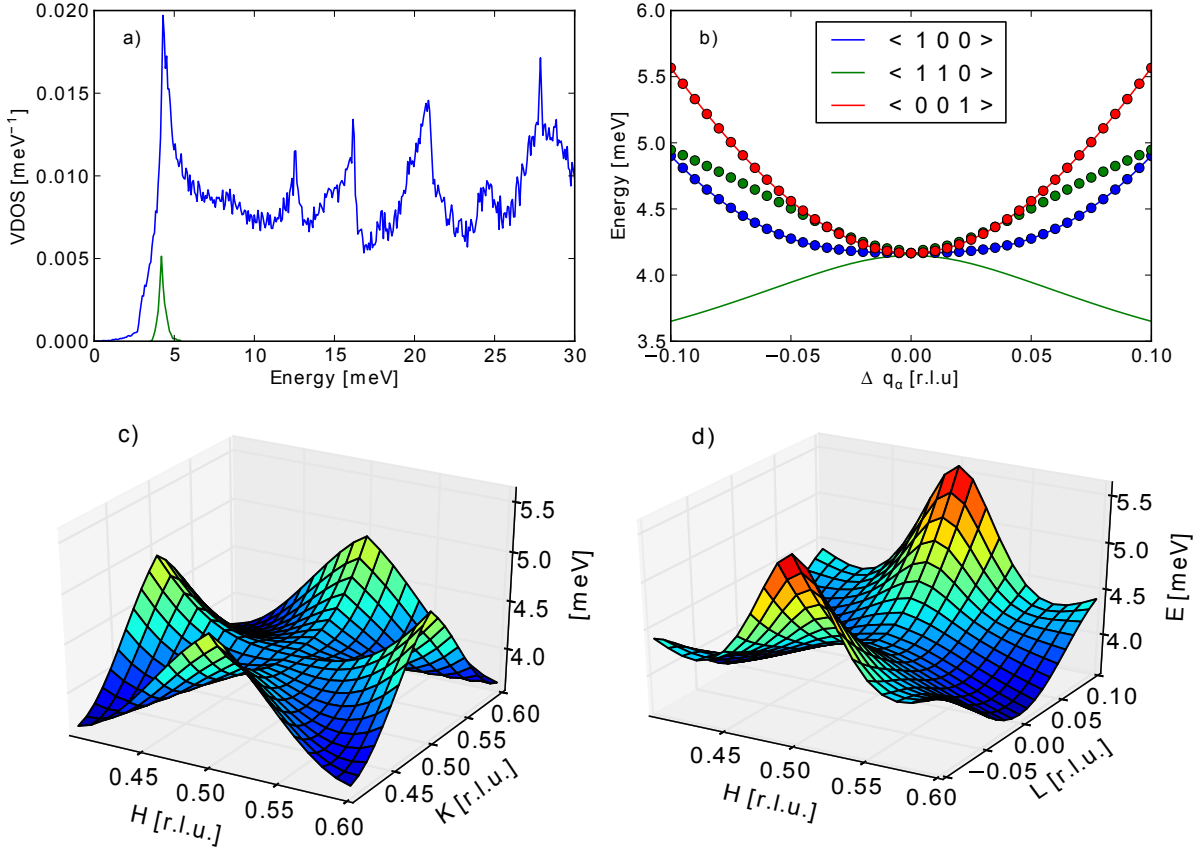 a)
0.020
0.015
0.010
0.005
0.000
VDOS [meV⁻¹]
0 5 10 15 20 25 30
Energy [meV]
b)
< 1 0 0 >
< 1 1 0 >
< 0 0 1 >
6.0
5.5
5.0
4.5
4.0
3.5
Energy [meV]
−0.10 −0.05 0.00 0.05 0.10
Δ qα [r.l.u]
c)
5.5
5.0
4.5
4.0
[meV]
0.45 0.50 0.55 0.60
H [r.l.u.]
0.45 0.50 0.55 0.60
K [r.l.u.]
d)
5.5
5.0
4.5
4.0
E [meV]
0.45 0.50 0.55 0.60
H [r.l.u.]
−0.05 0.00 0.05 0.10
L [r.l.u.]